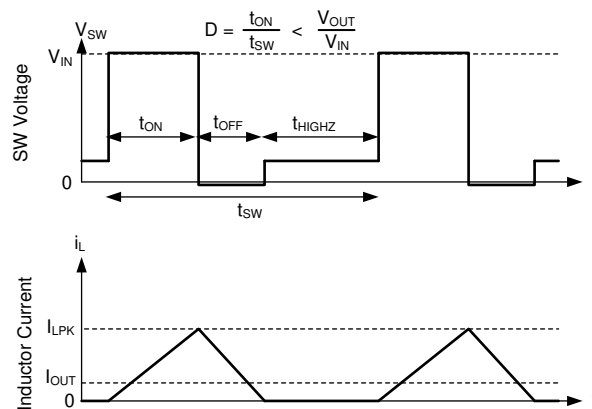 V_SW
D = t_ON / t_SW < V_OUT / V_IN
V_IN
SW Voltage
t_ON
t_OFF
t_HIGHZ
0
t_SW
i_L
Inductor Current
I_LPK
I_OUT
0